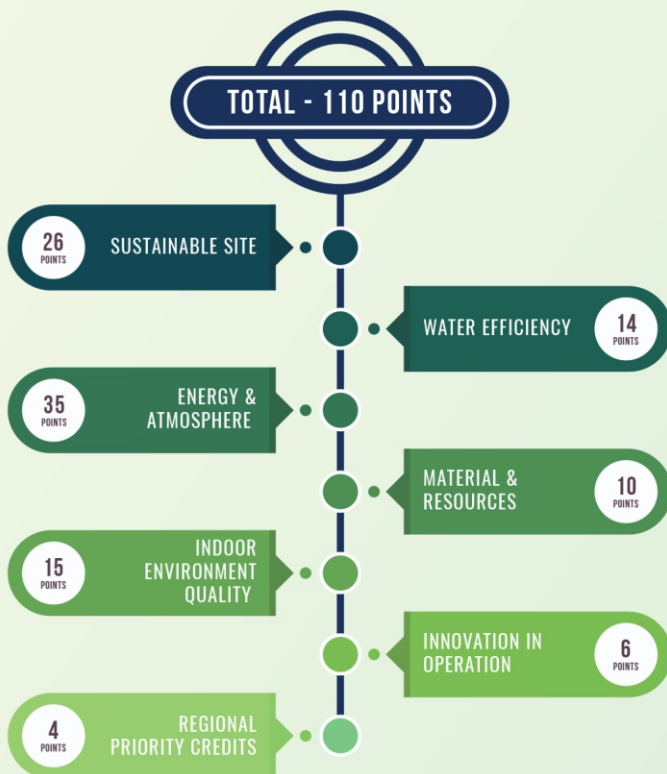 TOTAL - 110 POINTS
26
POINTS
SUSTAINABLE SITE
WATER EFFICIENCY
14
POINTS
35
POINTS
ENERGY &
ATMOSPHERE
MATERIAL &
RESOURCES
10
POINTS
15
POINTS
INDOOR
ENVIRONMENT
QUALITY
INNOVATION IN
OPERATION
6
POINTS
4
POINTS
REGIONAL
PRIORITY CREDITS